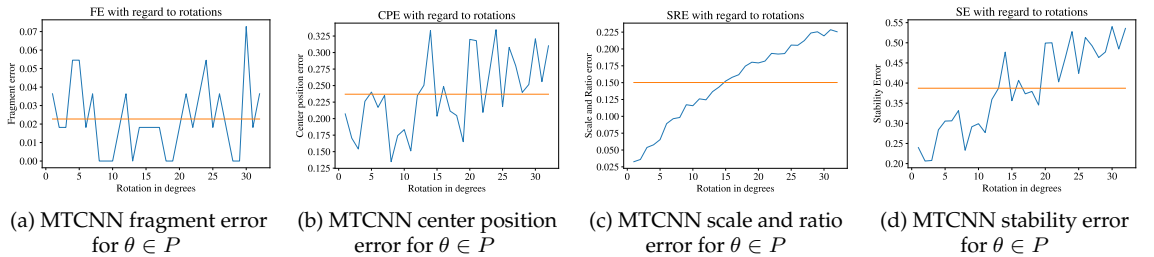 FE with regard to rotations
Fragment error
0.07
0.06
0.05
0.04
0.03
0.02
0.01
0.00
0 5 10 15 20 25 30
Rotation in degrees
(a) MTCNN fragment error
for θ ∈ P
CPE with regard to rotations
Center position error
0.325
0.300
0.275
0.250
0.225
0.200
0.175
0.150
0.125
0 5 10 15 20 25 30
Rotation in degrees
(b) MTCNN center position
error for θ ∈ P
SRE with regard to rotations
Scale and Ratio error
0.225
0.200
0.175
0.150
0.125
0.100
0.075
0.050
0.025
0 5 10 15 20 25 30
Rotation in degrees
(c) MTCNN scale and ratio
error for θ ∈ P
SE with regard to rotations
Stability Error
0.55
0.50
0.45
0.40
0.35
0.30
0.25
0.20
0 5 10 15 20 25 30
Rotation in degrees
(d) MTCNN stability error
for θ ∈ P